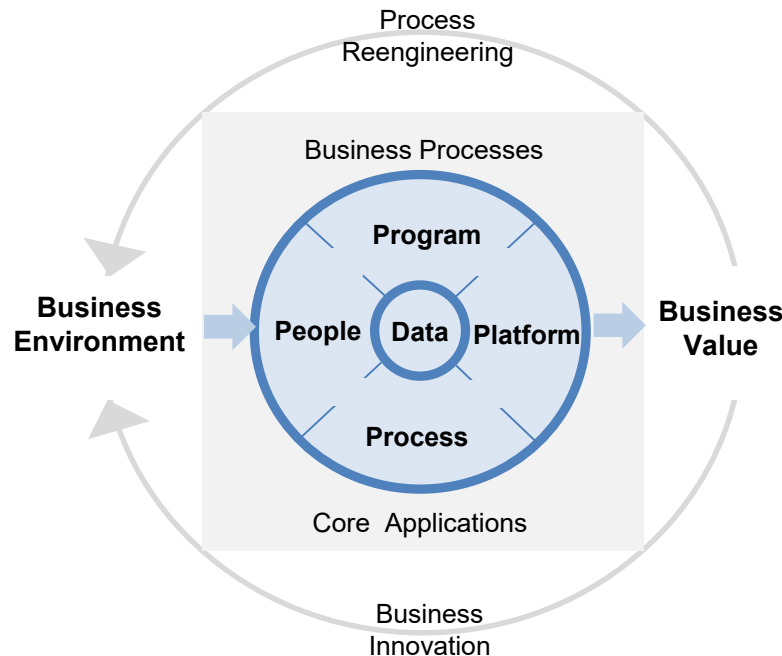 Process
Reengineering
Business Processes
Program
Business
Environment
People
Data
Platform
Business
Value
Process
Core Applications
Business
Innovation